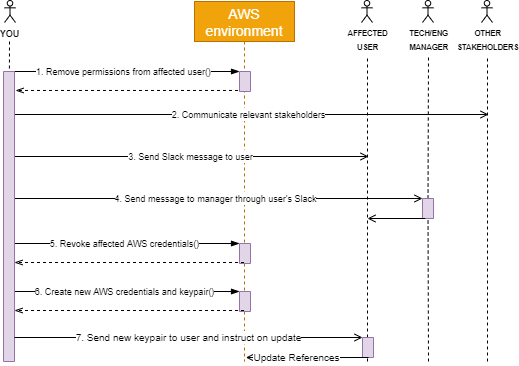 YOU
AWS
environment
AFFECTED
USER
TECH/ENG
MANAGER
OTHER
STAKEHOLDERS
1. Remove permissions from affected user()
2. Communicate relevant stakeholders
3. Send Slack message to user
4. Send message to manager through user's Slack
5. Revoke affected AWS credentials()
6. Create new AWS credentials and keypair()
7. Send new keypair to user and instruct on update
Update References